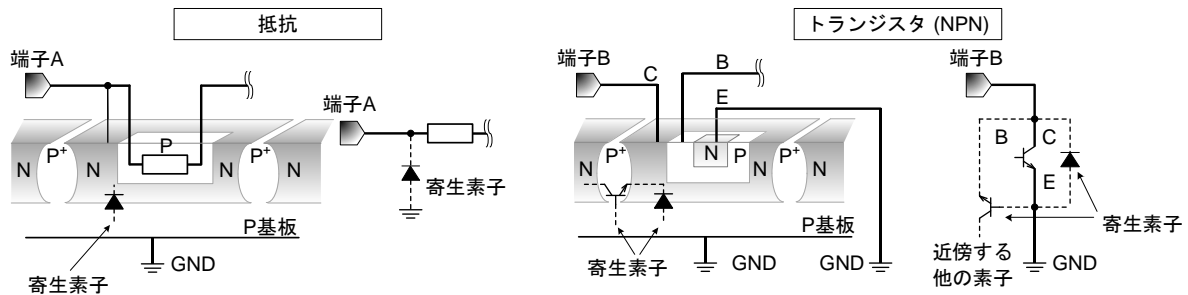 抵抗
端子A
P
N
P+
N
N
P+
N
P基板
GND
寄生素子
端子A
寄生素子
トランジスタ (NPN)
端子B
C
B
E
N
P+
N
N
P
N
P+
N
P基板
寄生素子
GND
GND
端子B
B
C
E
寄生素子
近傍する
他の素子
GND